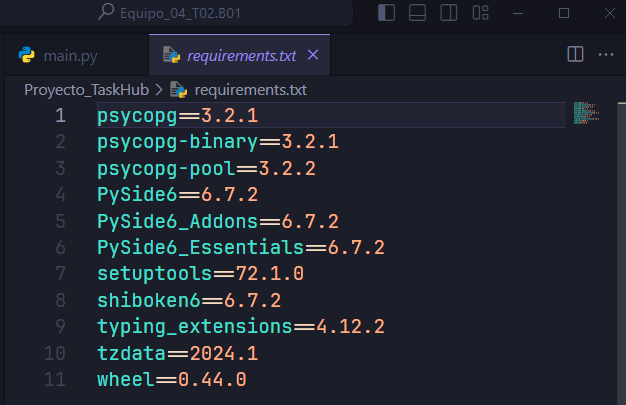 Equipo_04_T02.B01
main.py
requirements.txt
Proyecto_TaskHub > requirements.txt
1 psycopg==3.2.1
2 psycopg-binary==3.2.1
3 psycopg-pool==3.2.2
4 PySide6==6.7.2
5 PySide6_Addons==6.7.2
6 PySide6_Essentials==6.7.2
7 setuptools==72.1.0
8 shiboken6==6.7.2
9 typing_extensions==4.12.2
10 tzdata==2024.1
11 wheel==0.44.0